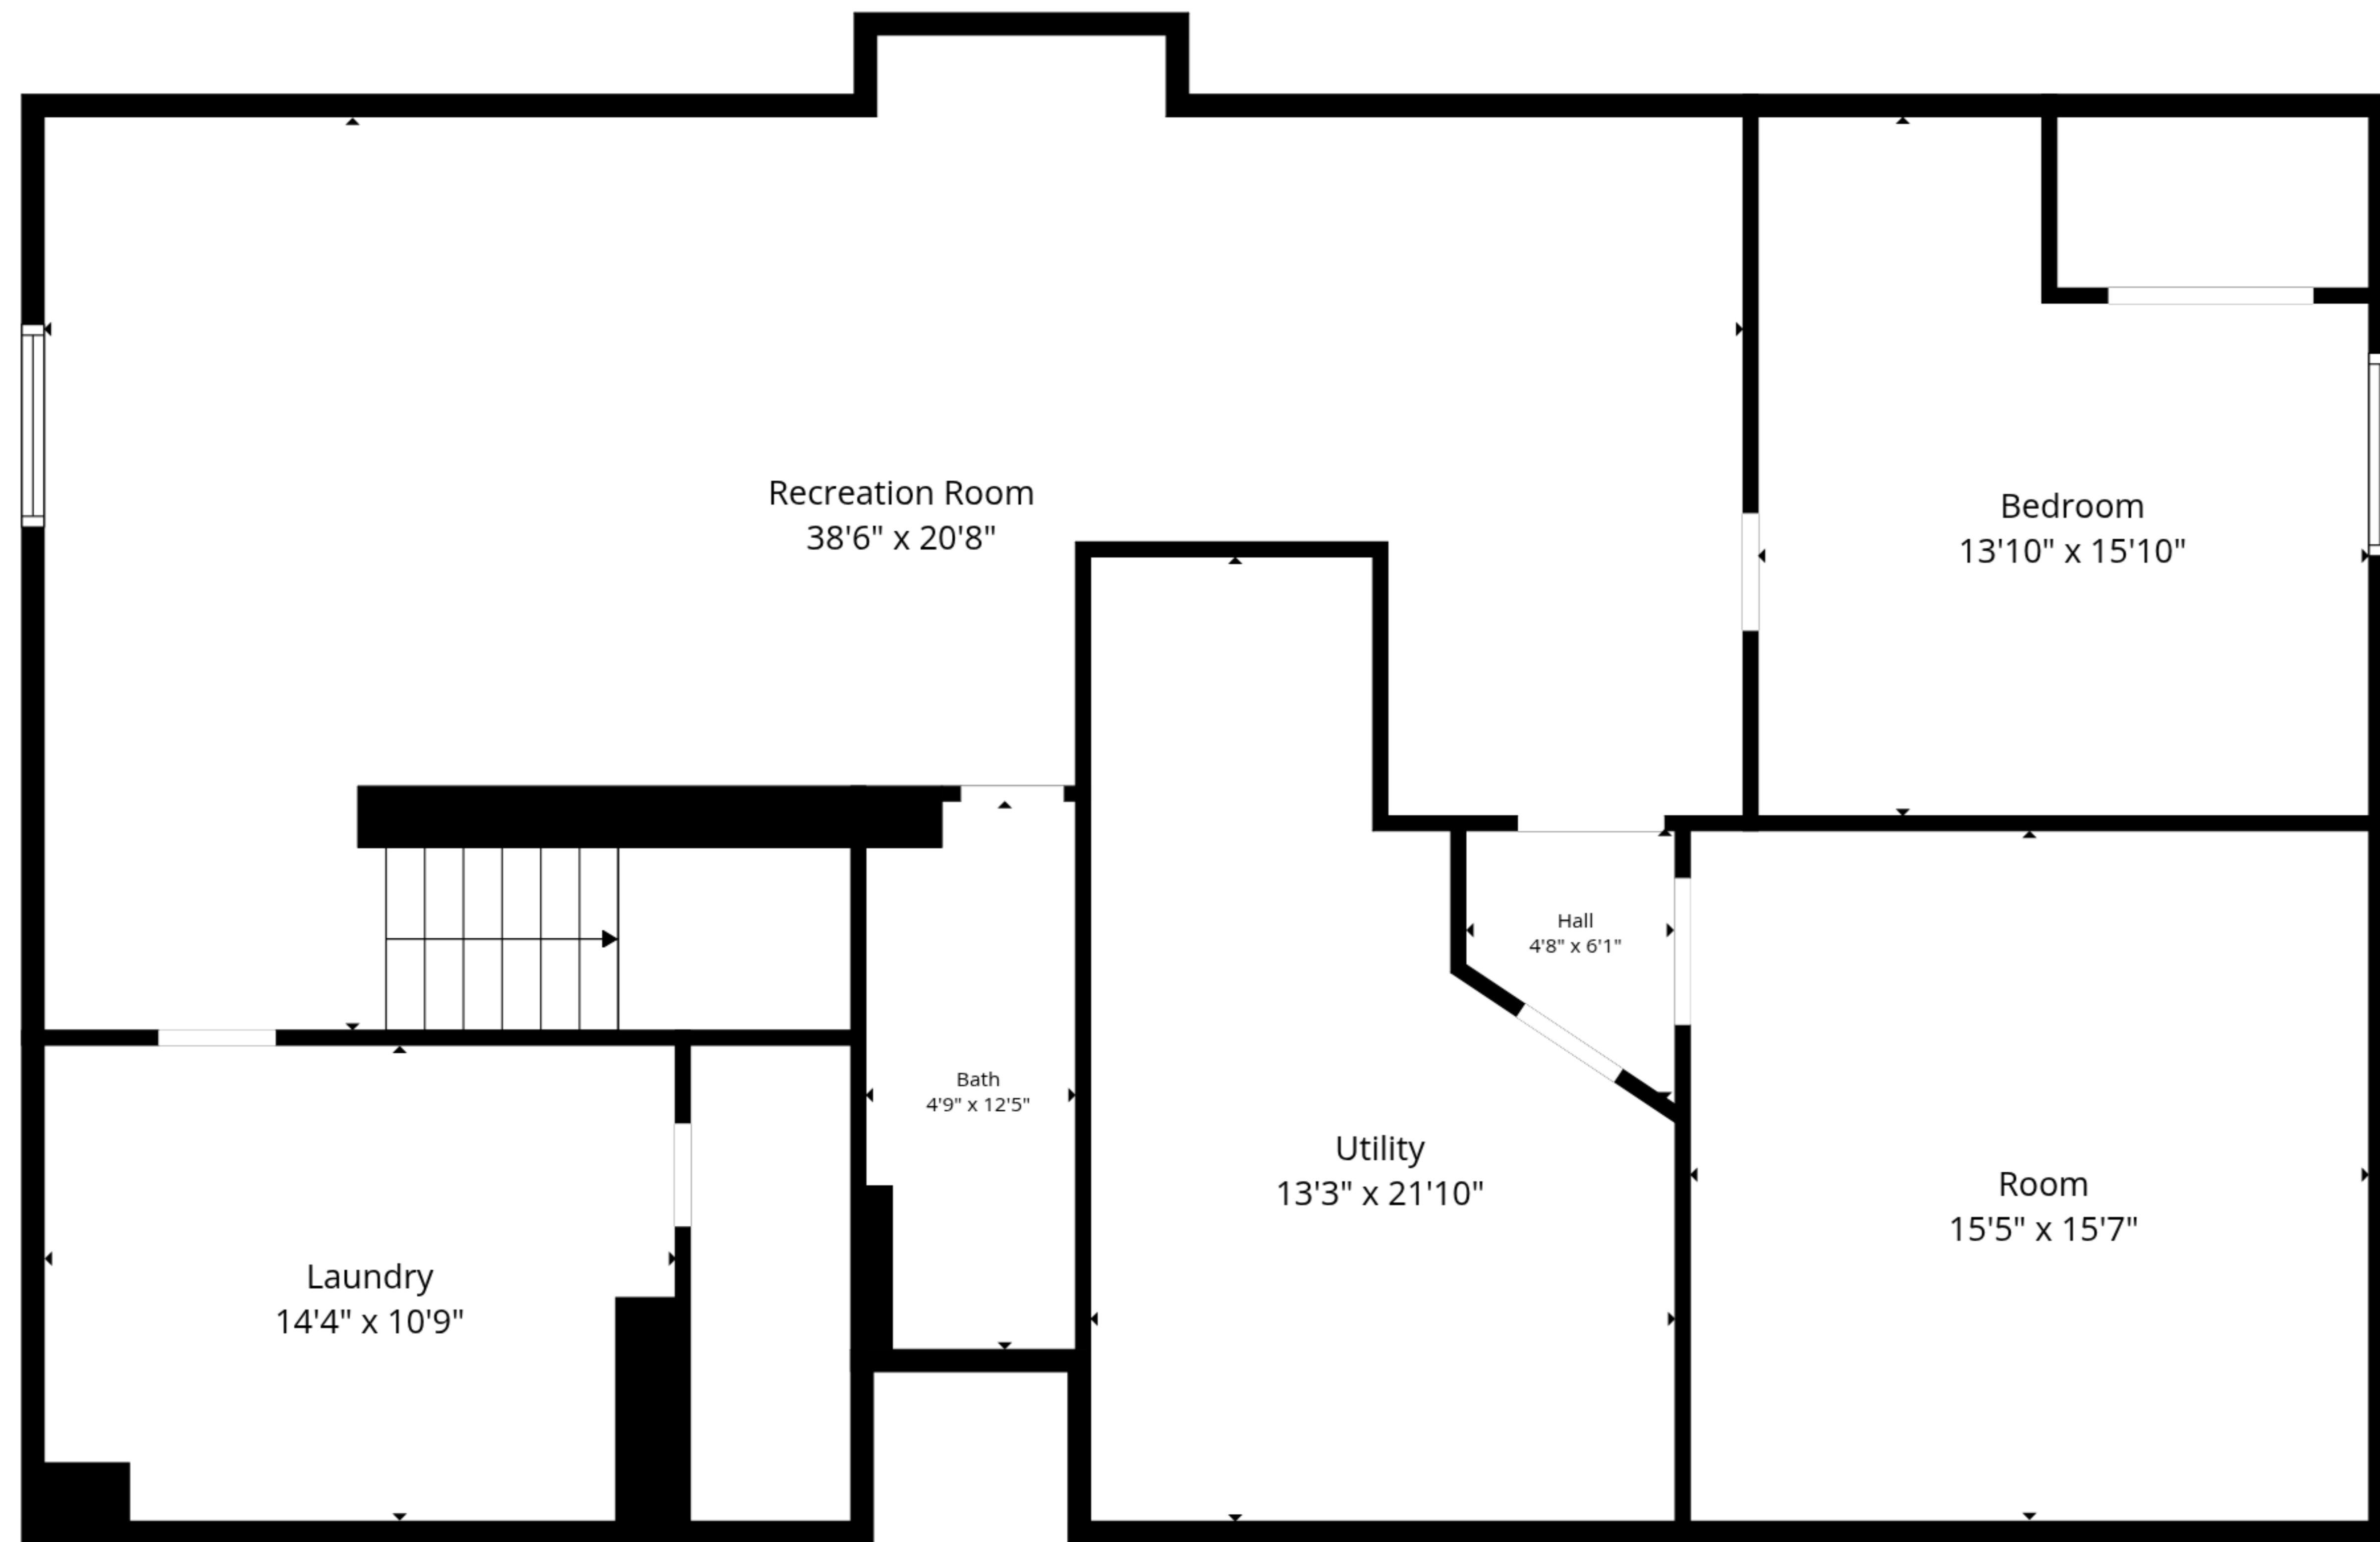 Recreation Room
38'6" x 20'8"
Bedroom
13'10" x 15'10"
Hall
4'8" x 6'1"
Bath
4'9" x 12'5"
Utility
13'3" x 21'10"
Room
15'5" x 15'7"
Laundry
14'4" x 10'9"